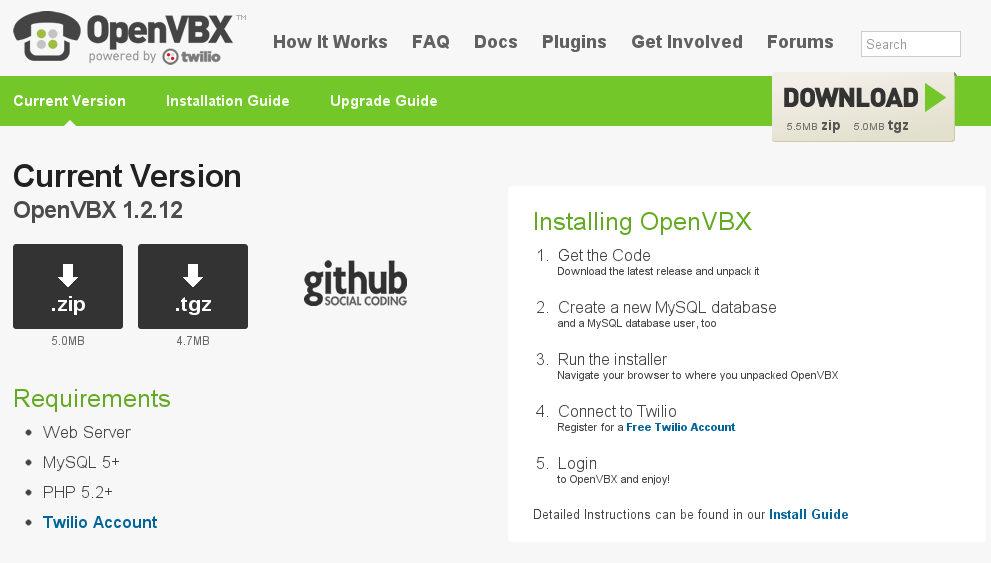 OpenVBX™
powered by twilio
How It Works FAQ Docs Plugins Get Involved Forums
Search
Current Version Installation Guide Upgrade Guide
DOWNLOAD
5.5MB zip 5.0MB tgz
Current Version
OpenVBX 1.2.12
.zip .tgz
5.0MB 4.7MB
github
SOCIAL CODING
Requirements
• Web Server
• MySQL 5+
• PHP 5.2+
• Twilio Account
Installing OpenVBX
1. Get the Code
Download the latest release and unpack it
2. Create a new MySQL database
and a MySQL database user, too
3. Run the installer
Navigate your browser to where you unpacked OpenVBX
4. Connect to Twilio
Register for a Free Twilio Account
5. Login
to OpenVBX and enjoy!
Detailed Instructions can be found in our Install Guide